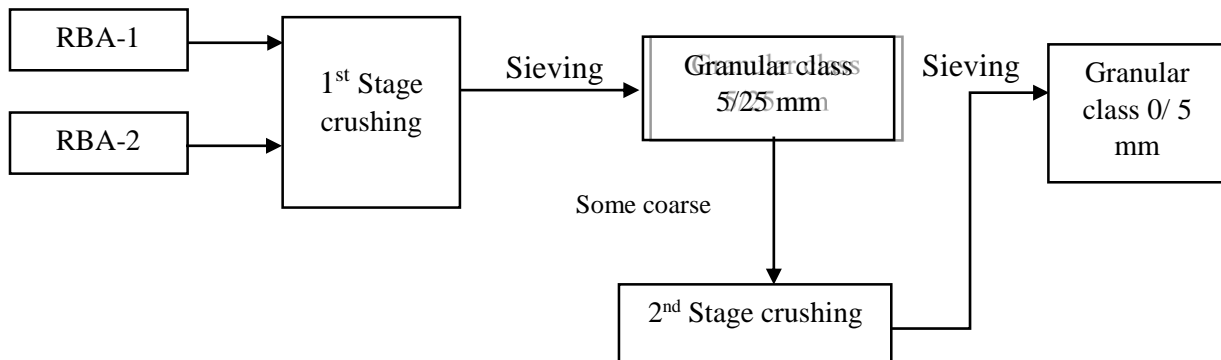 RBA-1
RBA-2
1st Stage
crushing
Sieving
Granular class
5/25 mm
Some coarse
2nd Stage crushing
Sieving
Granular
class 0/ 5
mm